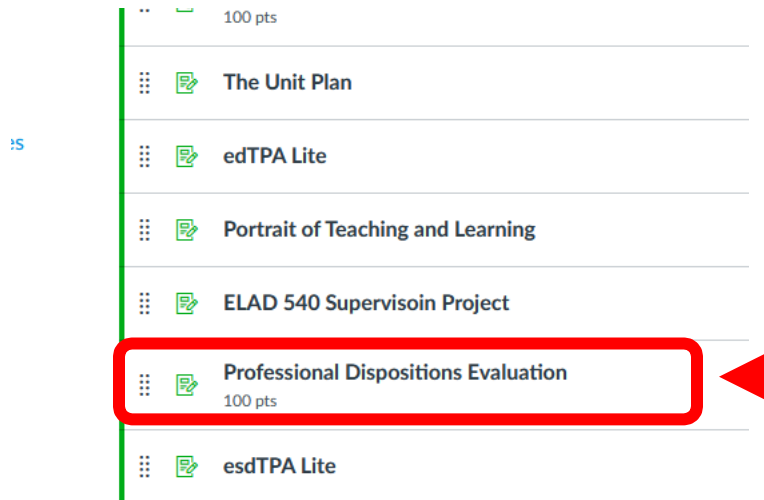 100 pts
The Unit Plan
es
edTPA Lite
Portrait of Teaching and Learning
ELAD 540 Supervisoin Project
Professional Dispositions Evaluation
100 pts
esdTPA Lite